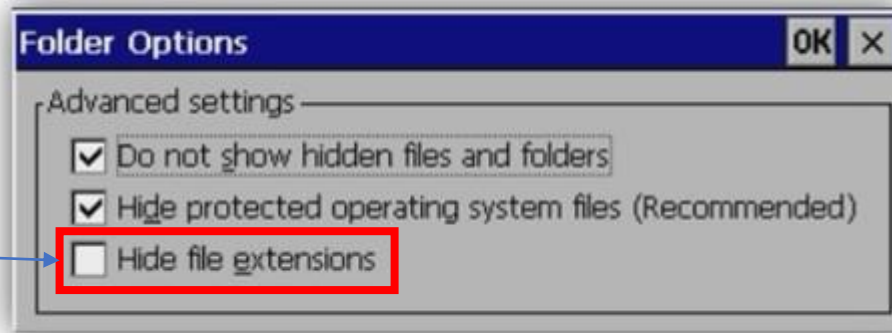 Folder Options OK ×
Advanced settings
Do not show hidden files and folders
Hide protected operating system files (Recommended)
Hide file extensions